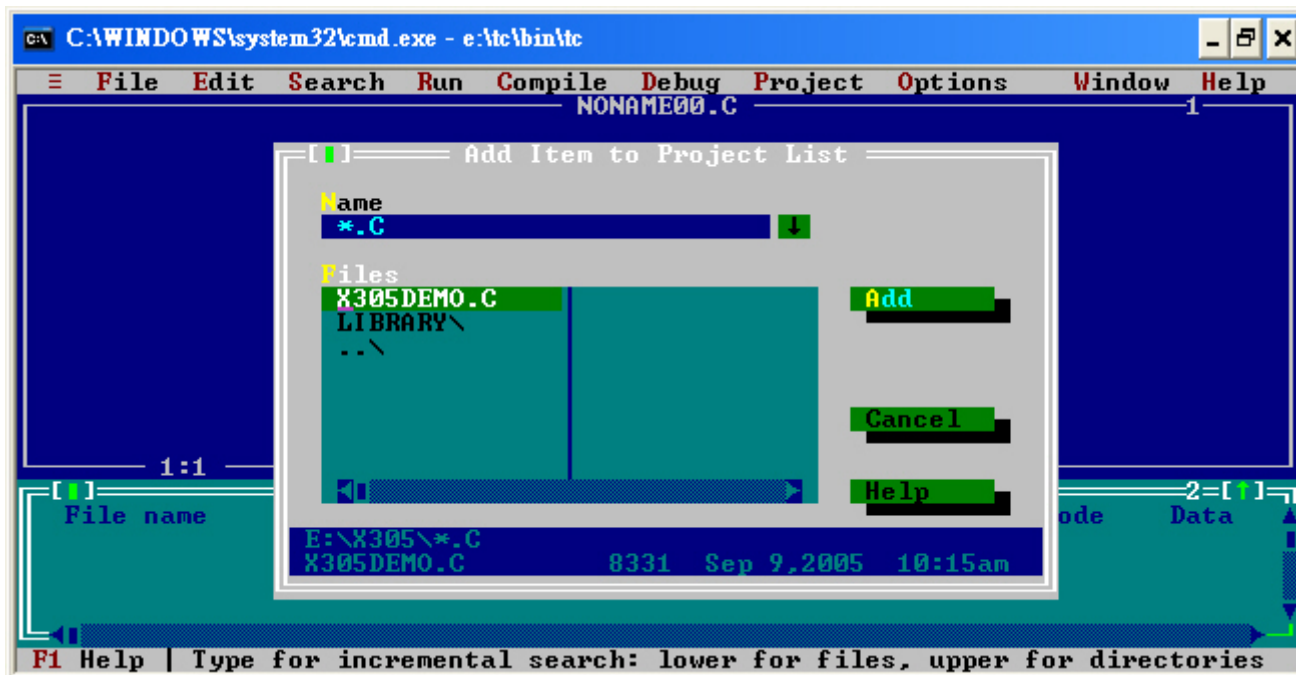 C:\WINDOWS\system32\cmd.exe - e:\tc\bin\tc
≡ File Edit Search Run Compile Debug Project Options Window Help
NONAME00.C 1
[ ] Add Item to Project List
Name
*.C ↓
Files
X305DEMO.C
LIBRARY\
..\
Add
Cancel
Help
E:\X305\*.C
X305DEMO.C 8331 Sep 9,2005 10:15am
1:1
[ ] 2=[↑]
File name ode Data
F1 Help | Type for incremental search: lower for files, upper for directories